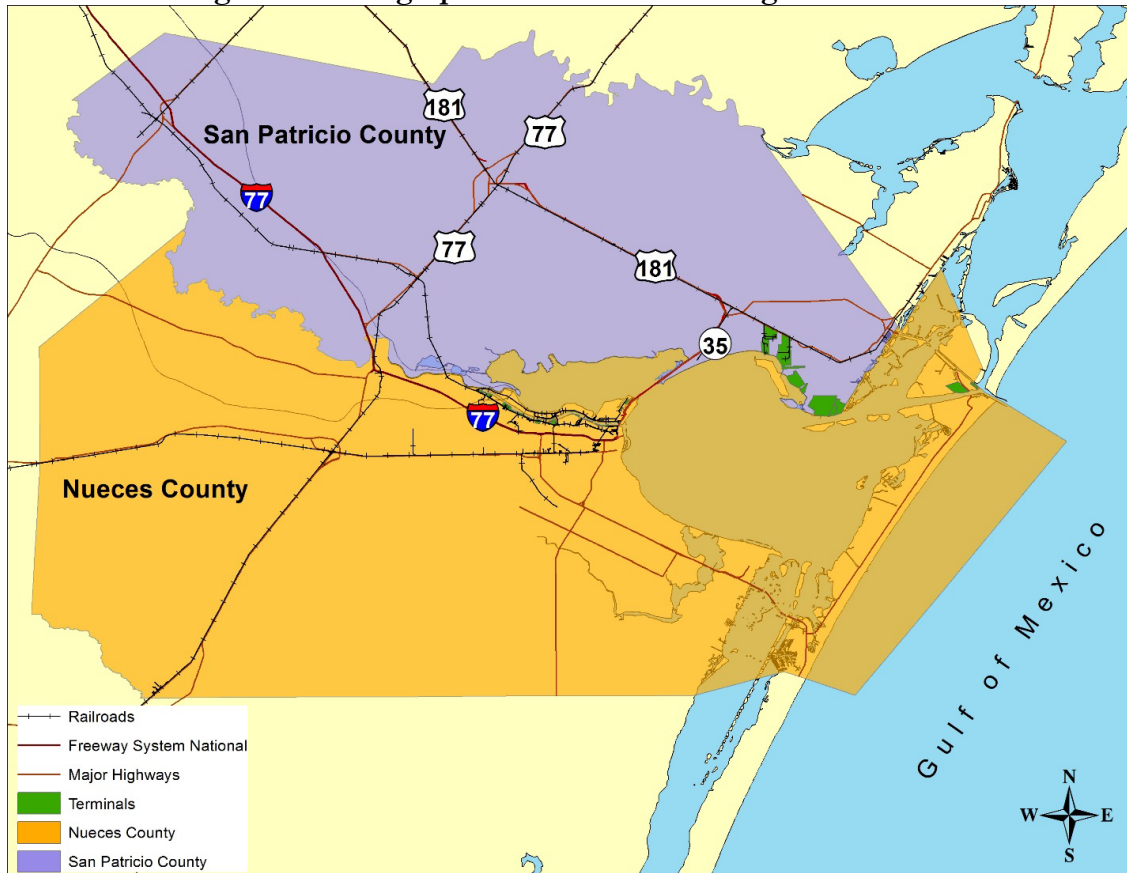 181
San Patricio County
77
77
77
181
35
77
Nueces County
Gulf of Mexico
Railroads
Freeway System National
Major Highways
Terminals
Nueces County
San Patricio County
N
W E
S